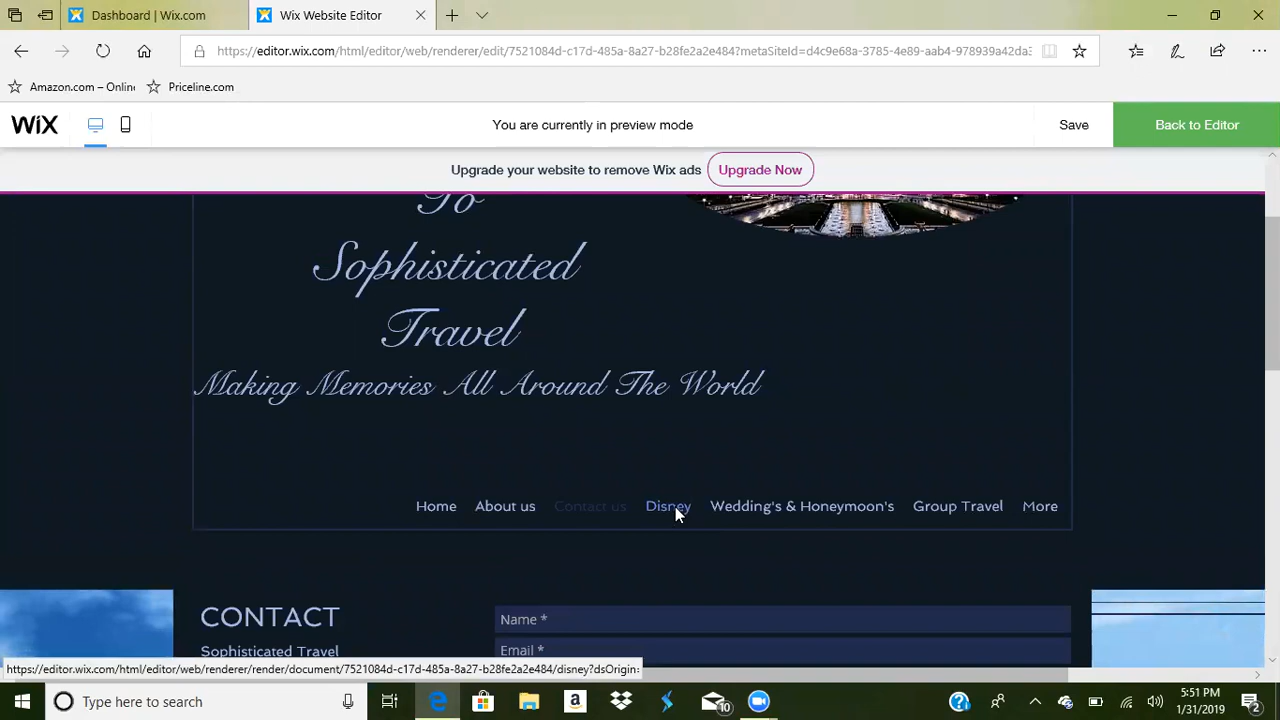 Dashboard | Wix.com
Wix Website Editor
https://editor.wix.com/html/editor/web/renderer/edit/7521084d-c17d-485a-8a27-b28fe2a2e484?metaSiteId=d4c9e68a-3785-4e89-aab4-978939a42da3
Amazon.com – Onlin
Priceline.com
WiX
You are currently in preview mode
Save
Back to Editor
Upgrade your website to remove Wix ads
Upgrade Now
To
Sophisticated
Travel
Making Memories All Around The World
Home About us Contact us Disney Wedding's & Honeymoon's Group Travel More
CONTACT
Name *
Sophisticated Travel
Email *
https://editor.wix.com/html/editor/web/renderer/render/document/7521084d-c17d-485a-8a27-b28fe2a2e484/disney?dsOrigin=
Type here to search
10
5:51 PM
1/31/2019
2